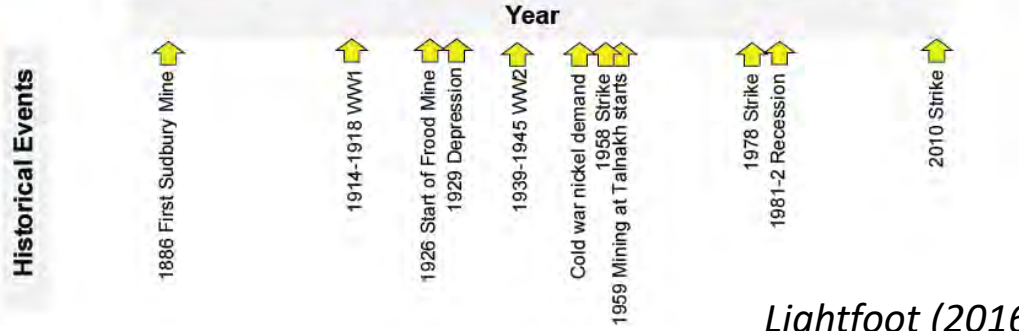 Year
Historical Events
1886 First Sudbury Mine
1914-1918 WW1
1926 Start of Frood Mine
1929 Depression
1939-1945 WW2
Cold war nickel demand
1958 Strike
1959 Mining at Talnakh starts
1978 Strike
1981-2 Recession
2010 Strike
Lightfoot (2016